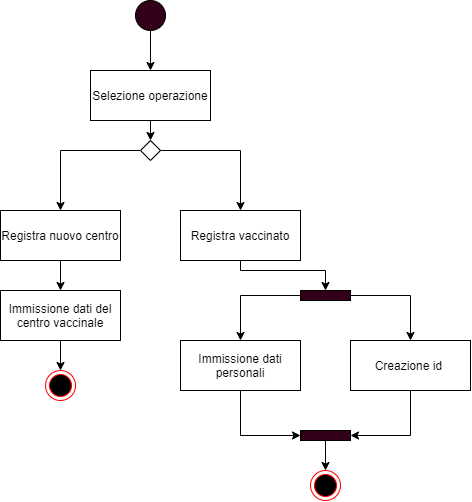 Selezione operazione
Registra nuovo centro
Registra vaccinato
Immissione dati del
centro vaccinale
Immissione dati
personali
Creazione id